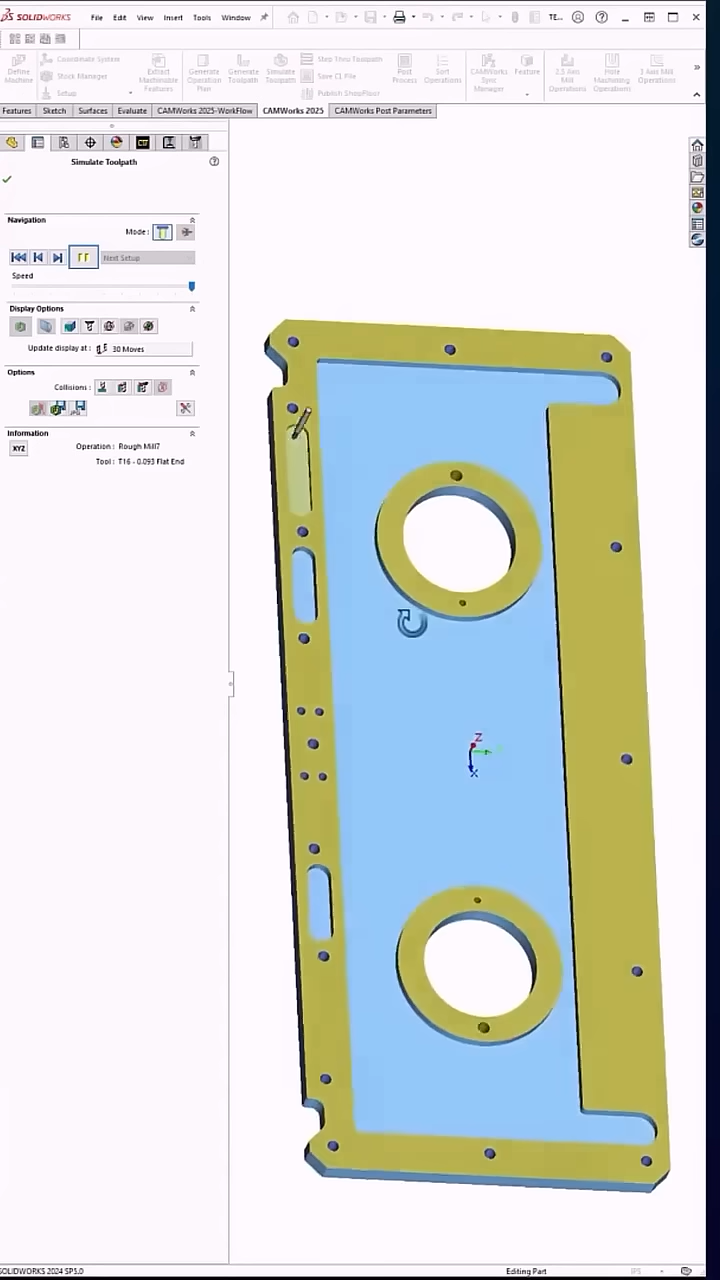 SOLIDWORKS File Edit View Insert Tools Window TE...
Define Machine
Coordinate System
Stock Manager
Setup
Extract Machinable Features
Generate Operation Plan
Generate Toolpath
Simulate Toolpath
Step Thru Toolpath
Save CL File
Publish ShopFloor
Post Process
Sort Operations
CAMWorks Sync Manager
Feature
2.5 Axis Mill Operations
Hole Machining Operations
3 Axis Mill Operations
Features Sketch Surfaces Evaluate CAMWorks 2025-WorkFlow CAMWorks 2025 CAMWorks Post Parameters
Simulate Toolpath
Navigation
Mode :
Next Setup
Speed
Display Options
Update display at : 30 Moves
Options
Collisions :
Information
XYZ
Operation : Rough Mill7
Tool : T16 - 0.093 Flat End
Z
X
SOLIDWORKS 2024 SP5.0
Editing Part
IPS